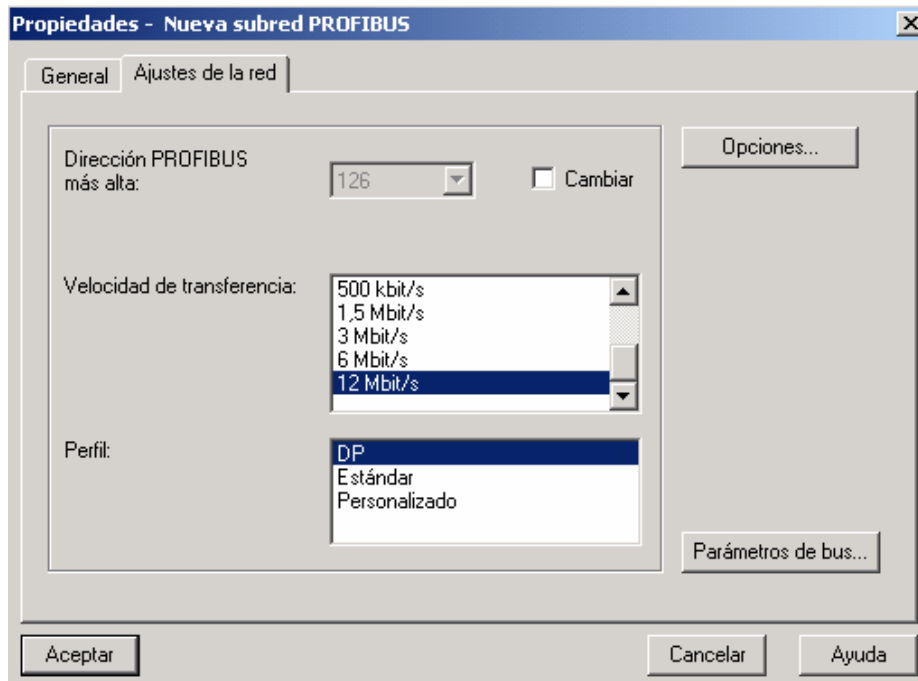 Propiedades - Nueva subred PROFIBUS
General
Ajustes de la red
Dirección PROFIBUS
más alta:
126
Cambiar
Opciones...
Velocidad de transferencia:
500 kbit/s
1,5 Mbit/s
3 Mbit/s
6 Mbit/s
12 Mbit/s
Perfil:
DP
Estándar
Personalizado
Parámetros de bus...
Aceptar
Cancelar
Ayuda